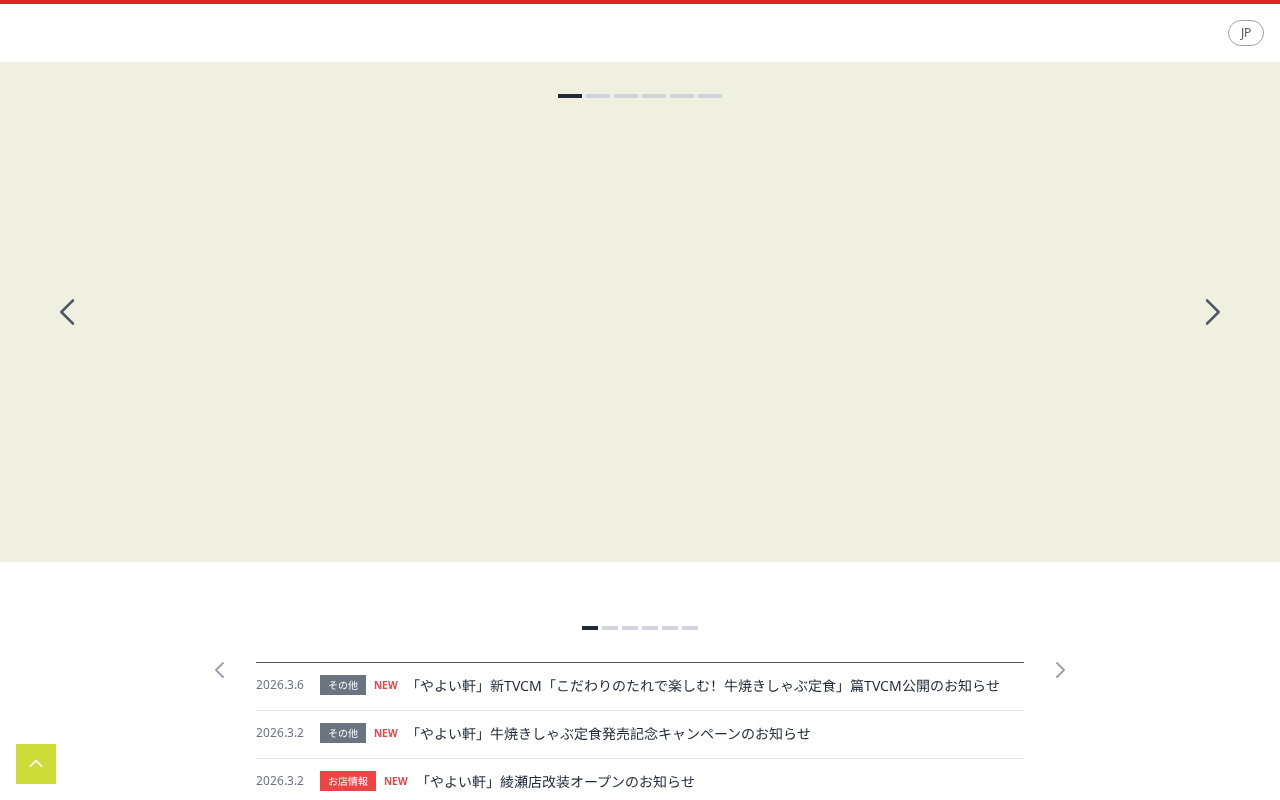 JP
2026.3.6 その他 NEW 「やよい軒」新TVCM「こだわりのたれで楽しむ！牛焼きしゃぶ定食」篇TVCM公開のお知らせ
2026.3.2 その他 NEW 「やよい軒」牛焼きしゃぶ定食発売記念キャンペーンのお知らせ
2026.3.2 お店情報 NEW 「やよい軒」綾瀬店改装オープンのお知らせ